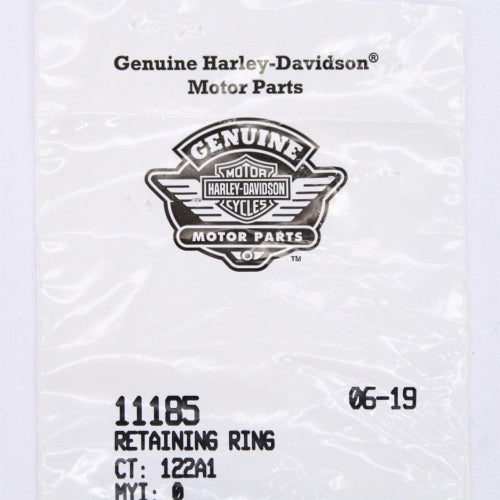 Genuine Harley-Davidson®
Motor Parts
GENUINE
MOTOR
HARLEY-DAVIDSON
CYCLES
MOTOR PARTS
TM
11185
06-19
RETAINING RING
CT: 122A1
MYI: 0